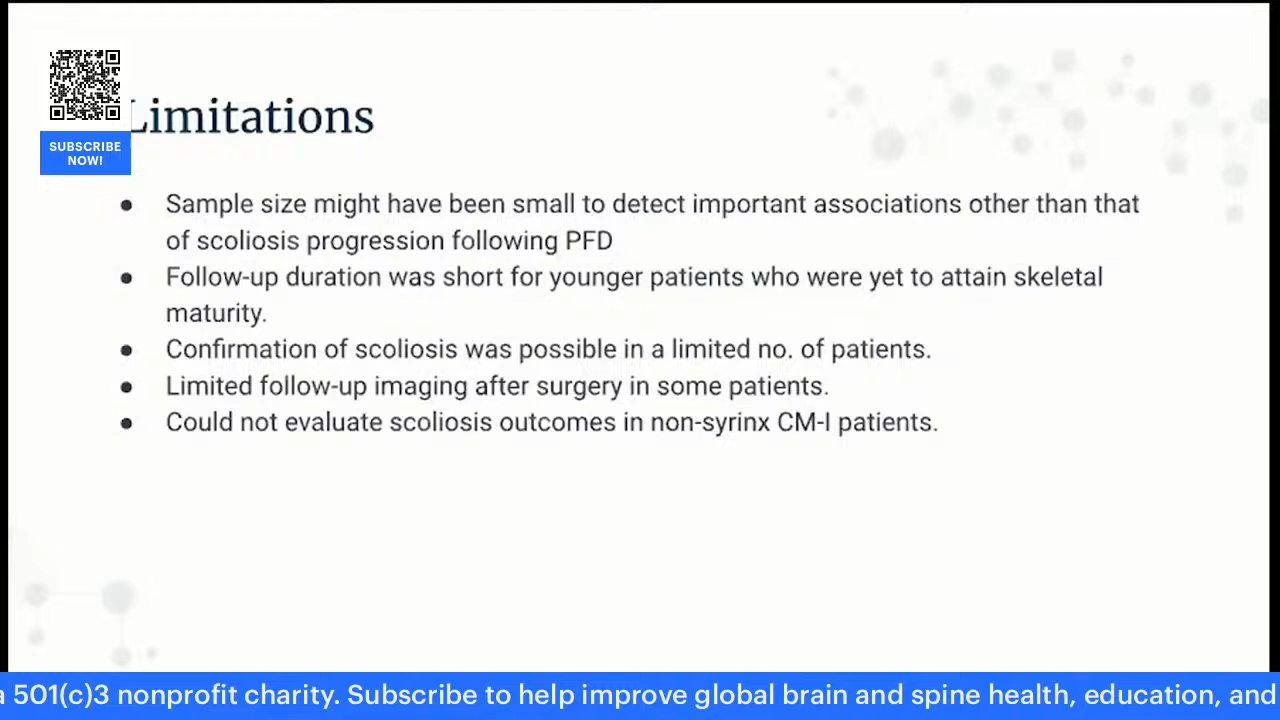 Limitations
SUBSCRIBE
NOW!
● Sample size might have been small to detect important associations other than that
of scoliosis progression following PFD
● Follow-up duration was short for younger patients who were yet to attain skeletal
maturity.
● Confirmation of scoliosis was possible in a limited no. of patients.
● Limited follow-up imaging after surgery in some patients.
● Could not evaluate scoliosis outcomes in non-syrinx CM-I patients.
a 501(c)3 nonprofit charity. Subscribe to help improve global brain and spine health, education, and